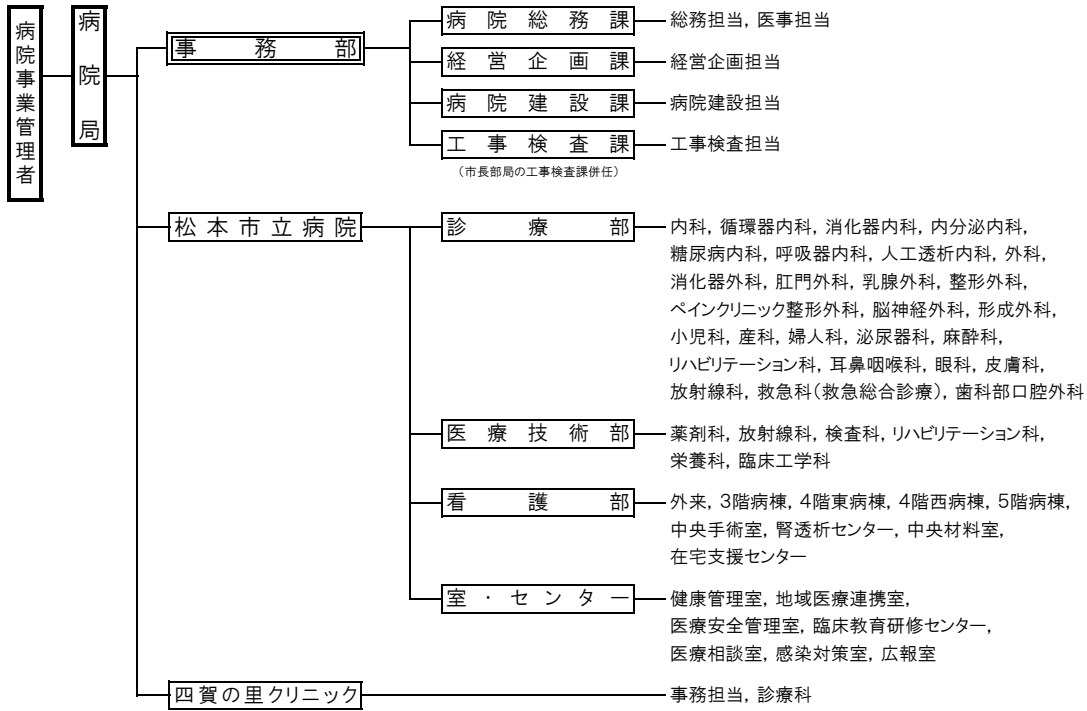 病院事業管理者
病院局
事務部
病院総務課
総務担当, 医事担当
経営企画課
経営企画担当
病院建設課
病院建設担当
工事検査課
工事検査担当
（市長部局の工事検査課併任）
松本市立病院
診療部
内科, 循環器内科, 消化器内科, 内分泌内科,
糖尿病内科, 呼吸器内科, 人工透析内科, 外科,
消化器外科, 肛門外科, 乳腺外科, 整形外科,
ペインクリニック整形外科, 脳神経外科, 形成外科,
小児科, 産科, 婦人科, 泌尿器科, 麻酔科,
リハビリテーション科, 耳鼻咽喉科, 眼科, 皮膚科,
放射線科, 救急科（救急総合診療）, 歯科部口腔外科
医療技術部
薬剤科, 放射線科, 検査科, リハビリテーション科,
栄養科, 臨床工学科
看護部
外来, 3階病棟, 4階東病棟, 4階西病棟, 5階病棟,
中央手術室, 腎透析センター, 中央材料室,
在宅支援センター
室・センター
健康管理室, 地域医療連携室,
医療安全管理室, 臨床教育研修センター,
医療相談室, 感染対策室, 広報室
四賀の里クリニック
事務担当, 診療科